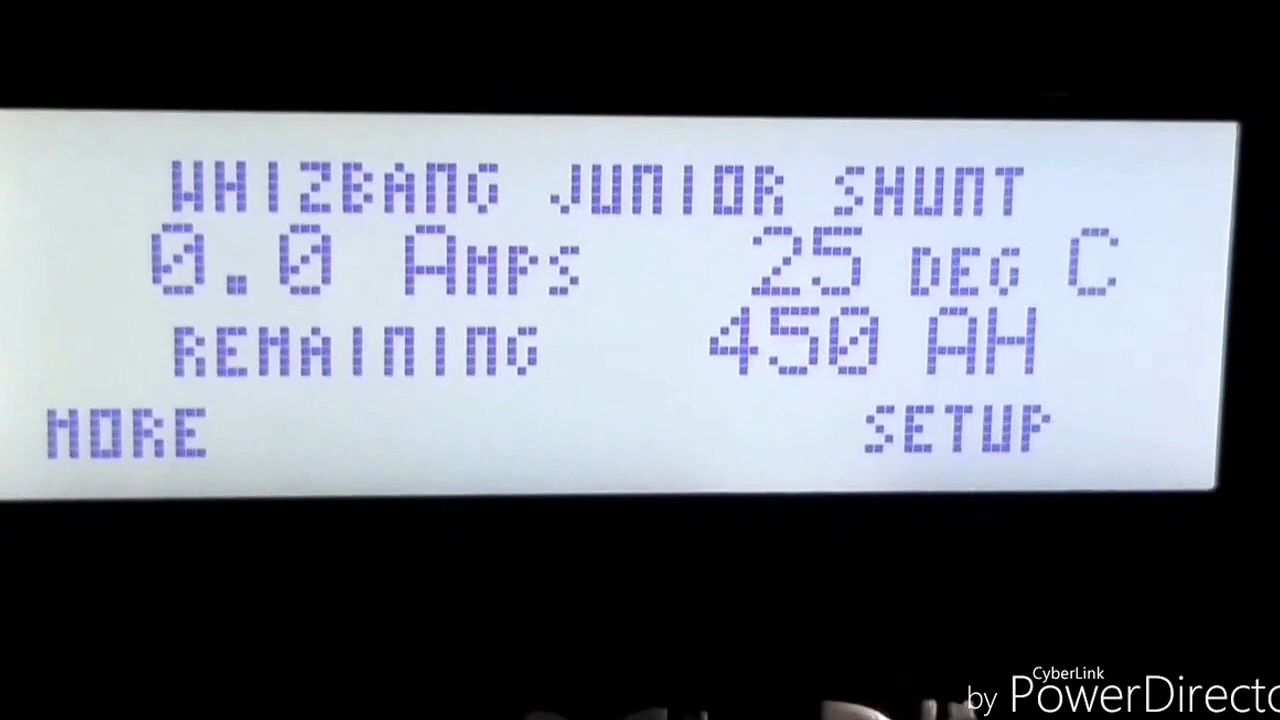 WHIZBANG JUNIOR SHUNT
0.0 AMPS 25 DEG C
REMAINING 450 AH
MORE SETUP
CyberLink
by PowerDirecto